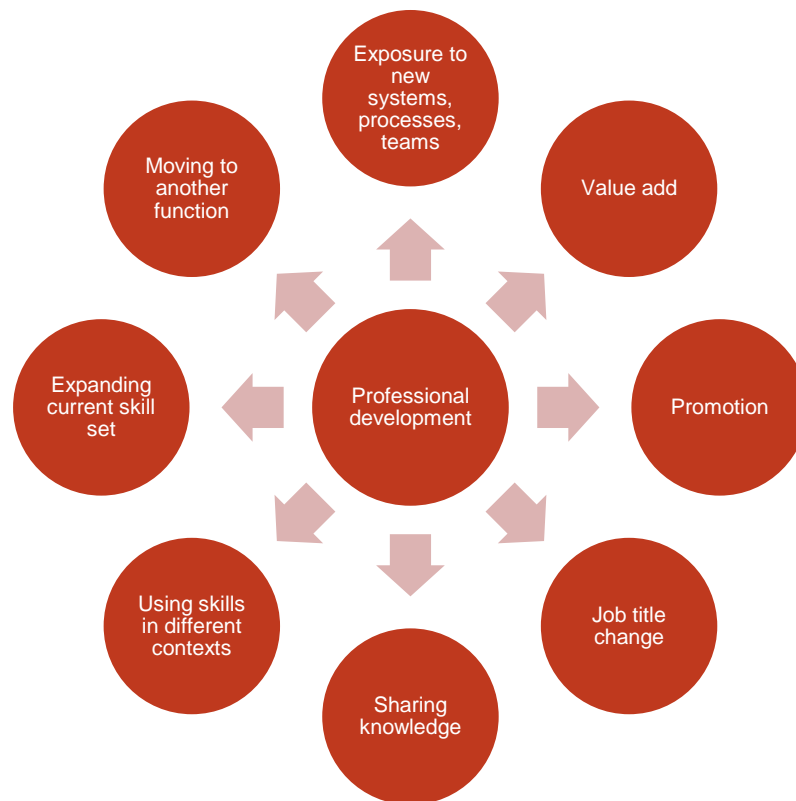 Exposure to
new
systems,
processes,
teams
Value add
Promotion
Job title
change
Sharing
knowledge
Using skills
in different
contexts
Expanding
current skill
set
Moving to
another
function
Professional
development